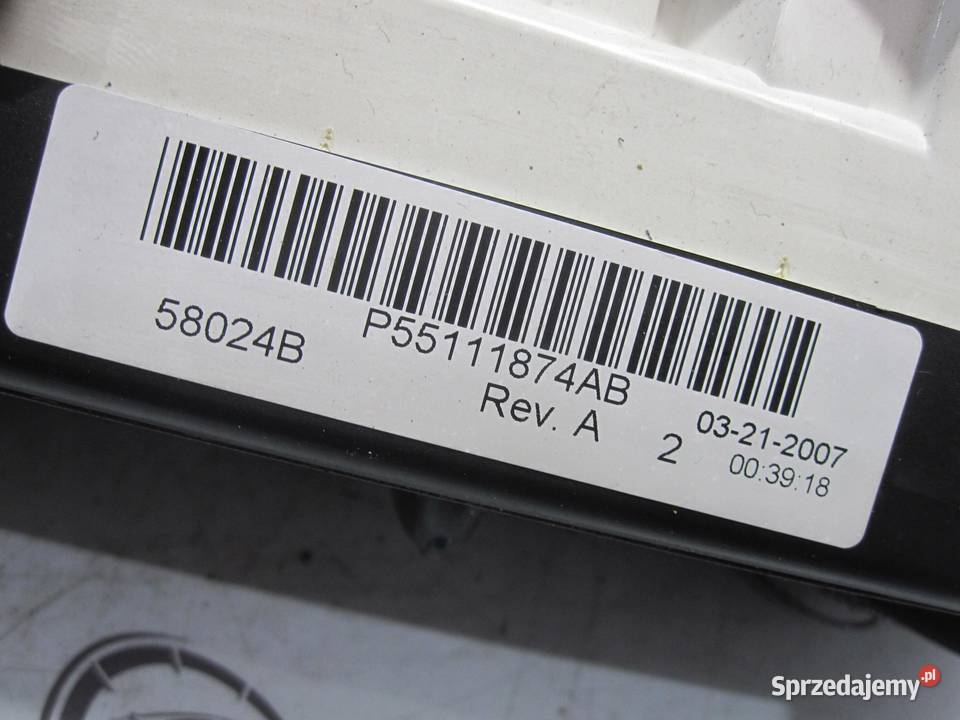 P55111874AB
58024B
Rev. A
2
03-21-2007
00:39:18
Sprzedajemy.pl